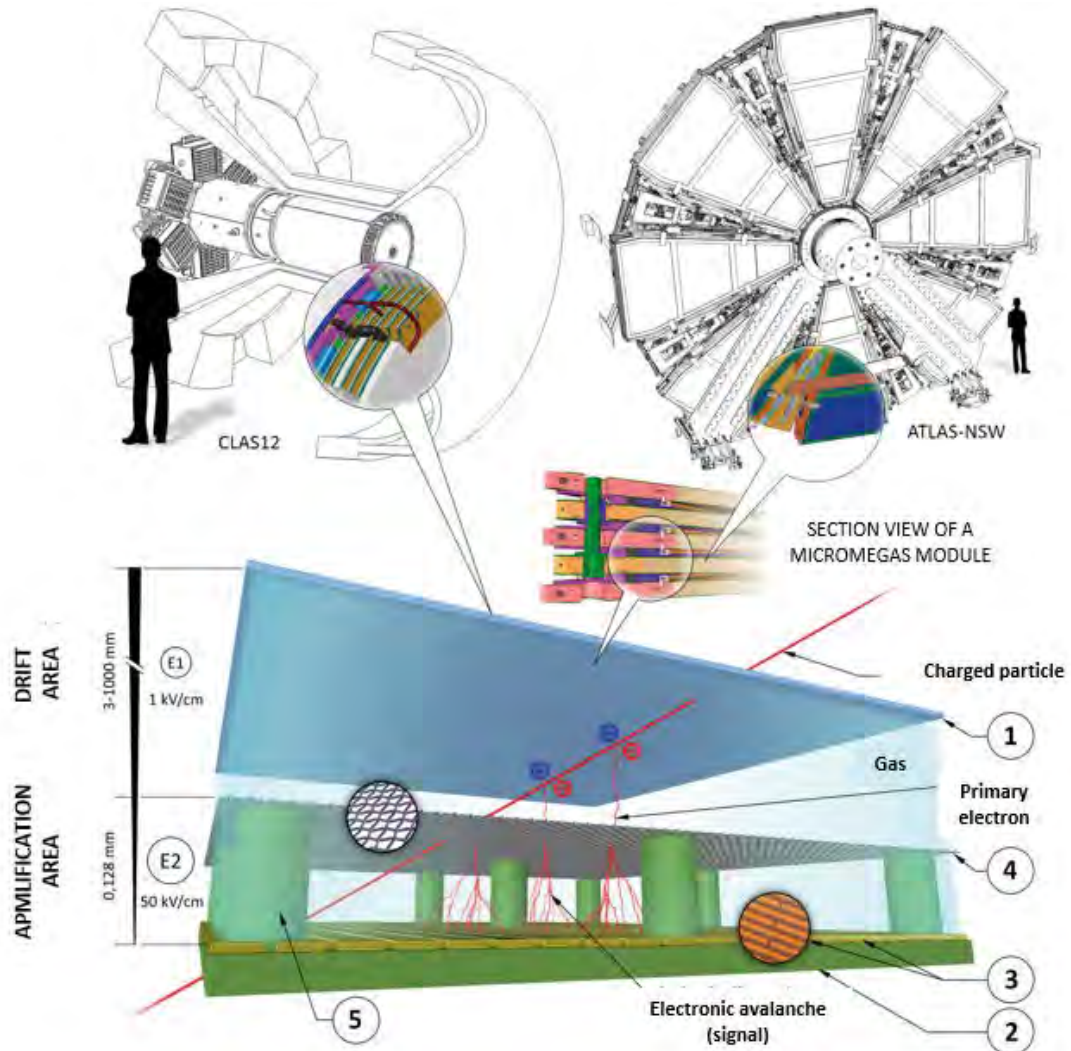 CLAS12
ATLAS-NSW
SECTION VIEW OF A
MICROMEGAS MODULE
DRIFT
AREA
3-1000 mm
E1
1 kV/cm
Charged particle
1
Gas
Primary
electron
APMLIFICATION
AREA
0,128 mm
E2
50 kV/cm
4
3
5
Electronic avalanche
(signal)
2